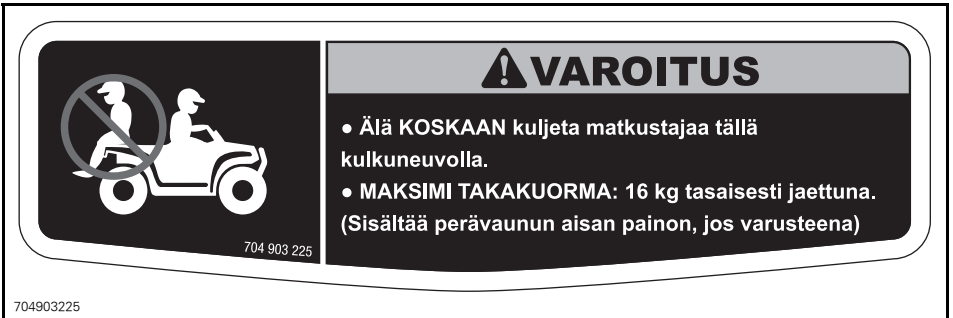 VAROITUS
● Älä KOSKAAN kuljeta matkustajaa tällä
kulkuneuvolla.
● MAKSIMI TAKAKUORMA: 16 kg tasaisesti jaettuna.
(Sisältää perävaunun aisan painon, jos varusteena)
704 903 225
704903225